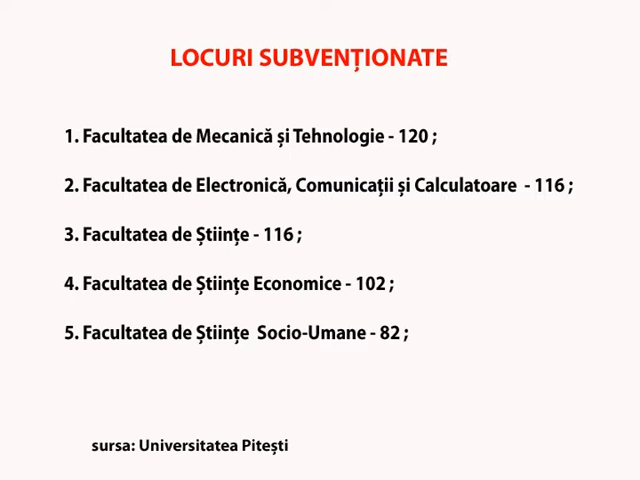 LOCURI SUBVENȚIONATE
1. Facultatea de Mecanică și Tehnologie - 120 ;
2. Facultatea de Electronică, Comunicații și Calculatoare - 116 ;
3. Facultatea de Științe - 116 ;
4. Facultatea de Științe Economice - 102 ;
5. Facultatea de Științe Socio-Umane - 82 ;
sursa: Universitatea Pitești